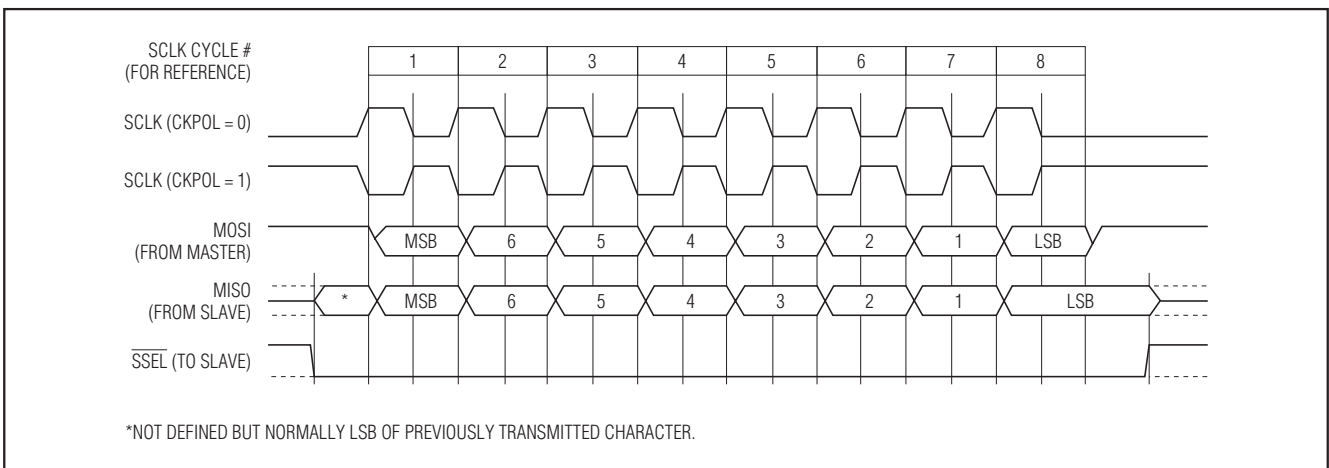 SCLK CYCLE #
(FOR REFERENCE)
1 2 3 4 5 6 7 8
SCLK (CKPOL = 0)
SCLK (CKPOL = 1)
MOSI
(FROM MASTER)
MSB 6 5 4 3 2 1 LSB
MISO
(FROM SLAVE)
* MSB 6 5 4 3 2 1 LSB
SSEL (TO SLAVE)
*NOT DEFINED BUT NORMALLY LSB OF PREVIOUSLY TRANSMITTED CHARACTER.